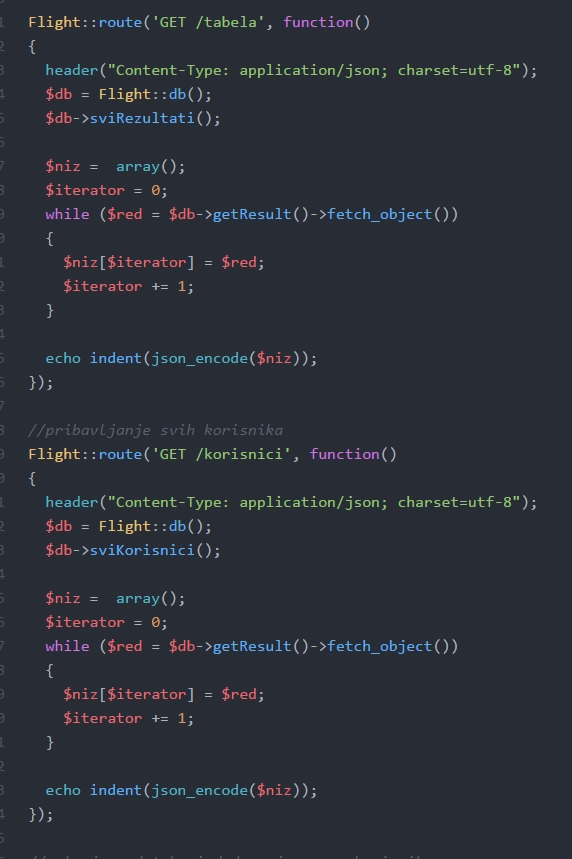 Flight::route('GET /tabela', function()
{
header("Content-Type: application/json; charset=utf-8");
$db = Flight::db();
$db->sviRezultati();
$niz =  array();
$iterator = 0;
while ($red = $db->getResult()->fetch_object())
{
$niz[$iterator] = $red;
$iterator += 1;
}
echo indent(json_encode($niz));
});
//pribavljanje svih korisnika
Flight::route('GET /korisnici', function()
{
header("Content-Type: application/json; charset=utf-8");
$db = Flight::db();
$db->sviKorisnici();
$niz =  array();
$iterator = 0;
while ($red = $db->getResult()->fetch_object())
{
$niz[$iterator] = $red;
$iterator += 1;
}
echo indent(json_encode($niz));
});